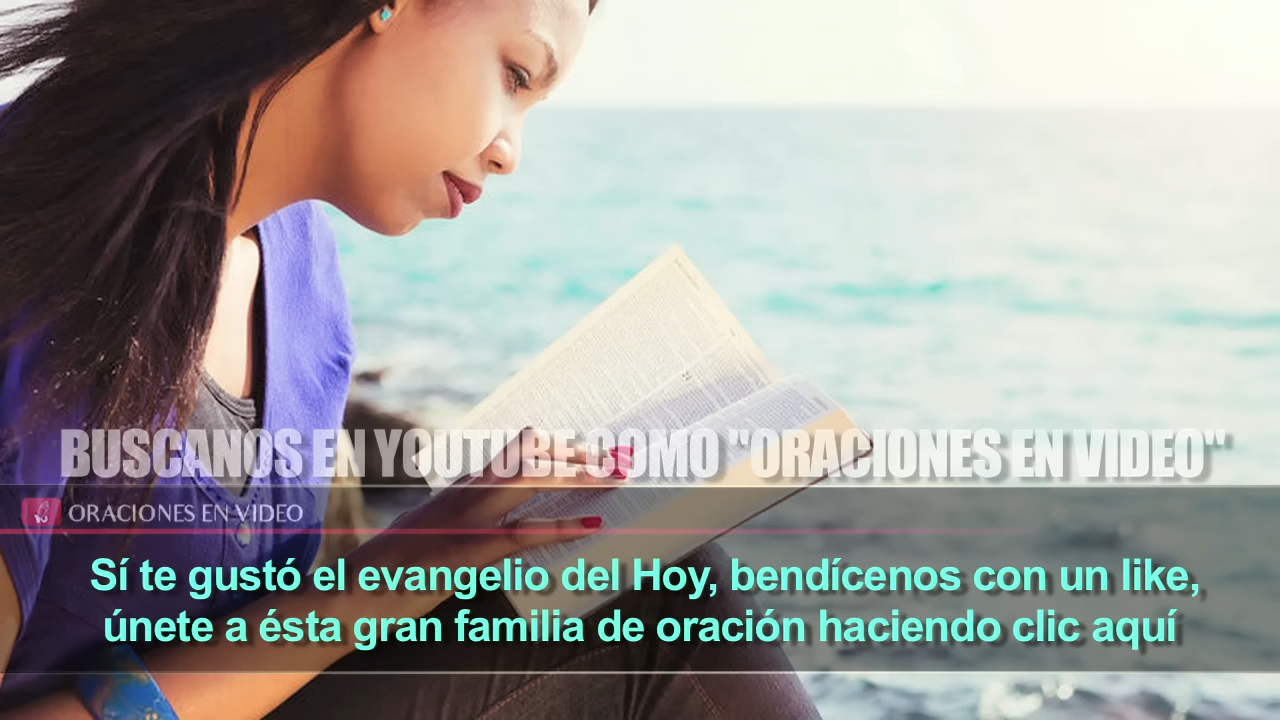 BUSCANOS EN YOUTUBE COMO "ORACIONES EN VIDEO"
ORACIONES EN VIDEO
Sí te gustó el evangelio del Hoy, bendícenos con un like,
únete a ésta gran familia de oración haciendo clic aquí